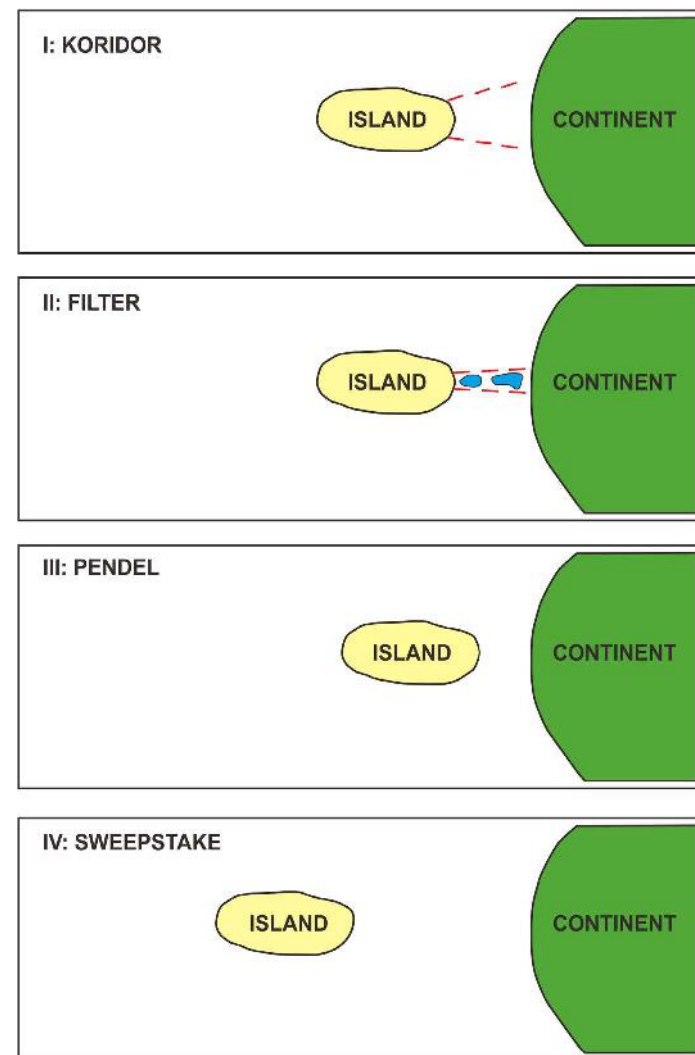 I: KORIDOR
ISLAND CONTINENT
II: FILTER
ISLAND CONTINENT
III: PENDEL
ISLAND CONTINENT
IV: SWEEPSTAKE
ISLAND CONTINENT